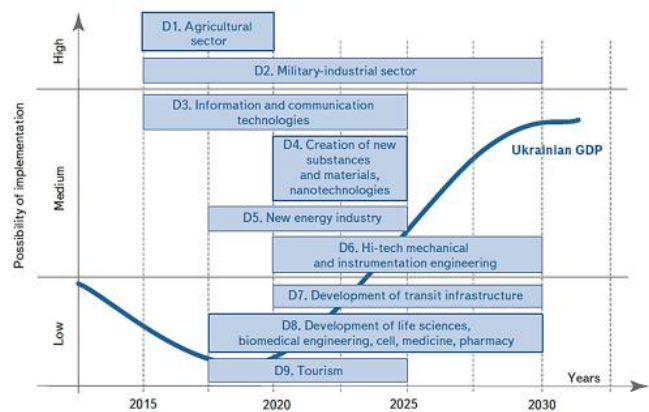 Possibility of implementation
High
Medium
Low
D1. Agricultural
sector
D2. Military-industrial sector
D3. Information and communication
technologies
D4. Creation of new
substances
and materials,
nanotechnologies
Ukrainian GDP
D5. New energy industry
D6. Hi-tech mechanical
and instrumentation engineering
D7. Development of transit infrastructure
D8. Development of life sciences,
biomedical engineering, cell, medicine, pharmacy
D9. Tourism
Years
2015
2020
2025
2030